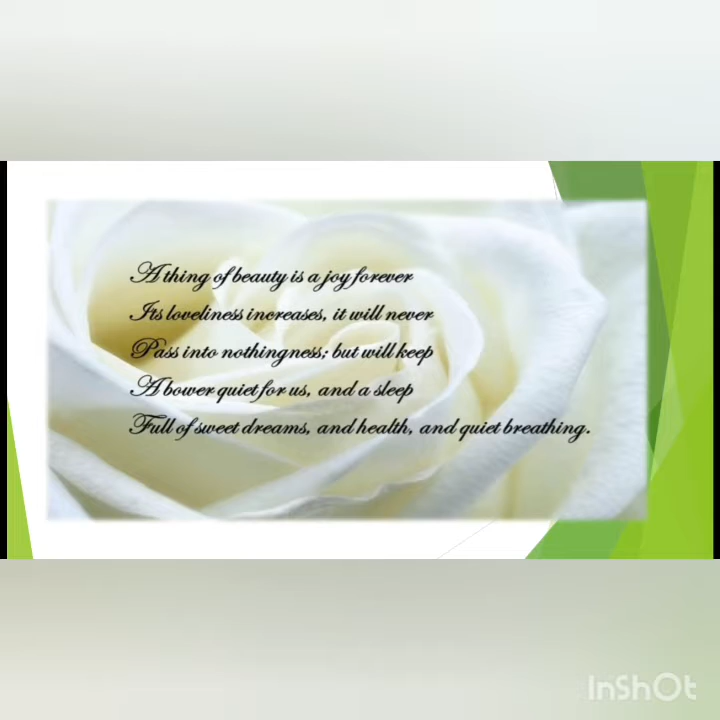 A thing of beauty is a joy forever
Its loveliness increases, it will never
Pass into nothingness; but will keep
A bower quiet for us, and a sleep
Full of sweet dreams, and health, and quiet breathing.
InShOt